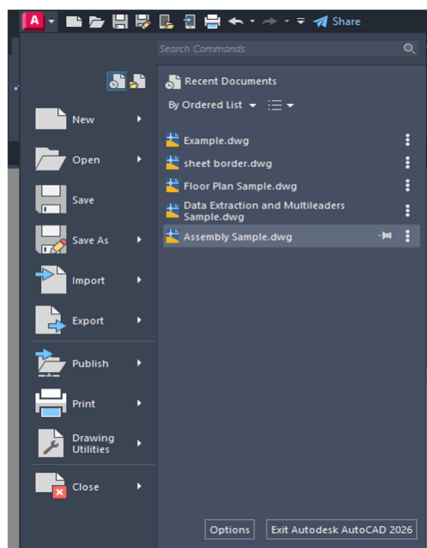 A
Share
Search Commands
Recent Documents
By Ordered List
New
Open
Save
Save As
Import
Export
Publish
Print
Drawing
Utilities
Close
Example.dwg
sheet border.dwg
Floor Plan Sample.dwg
Data Extraction and Multileaders
Sample.dwg
Assembly Sample.dwg
Options
Exit Autodesk AutoCAD 2026